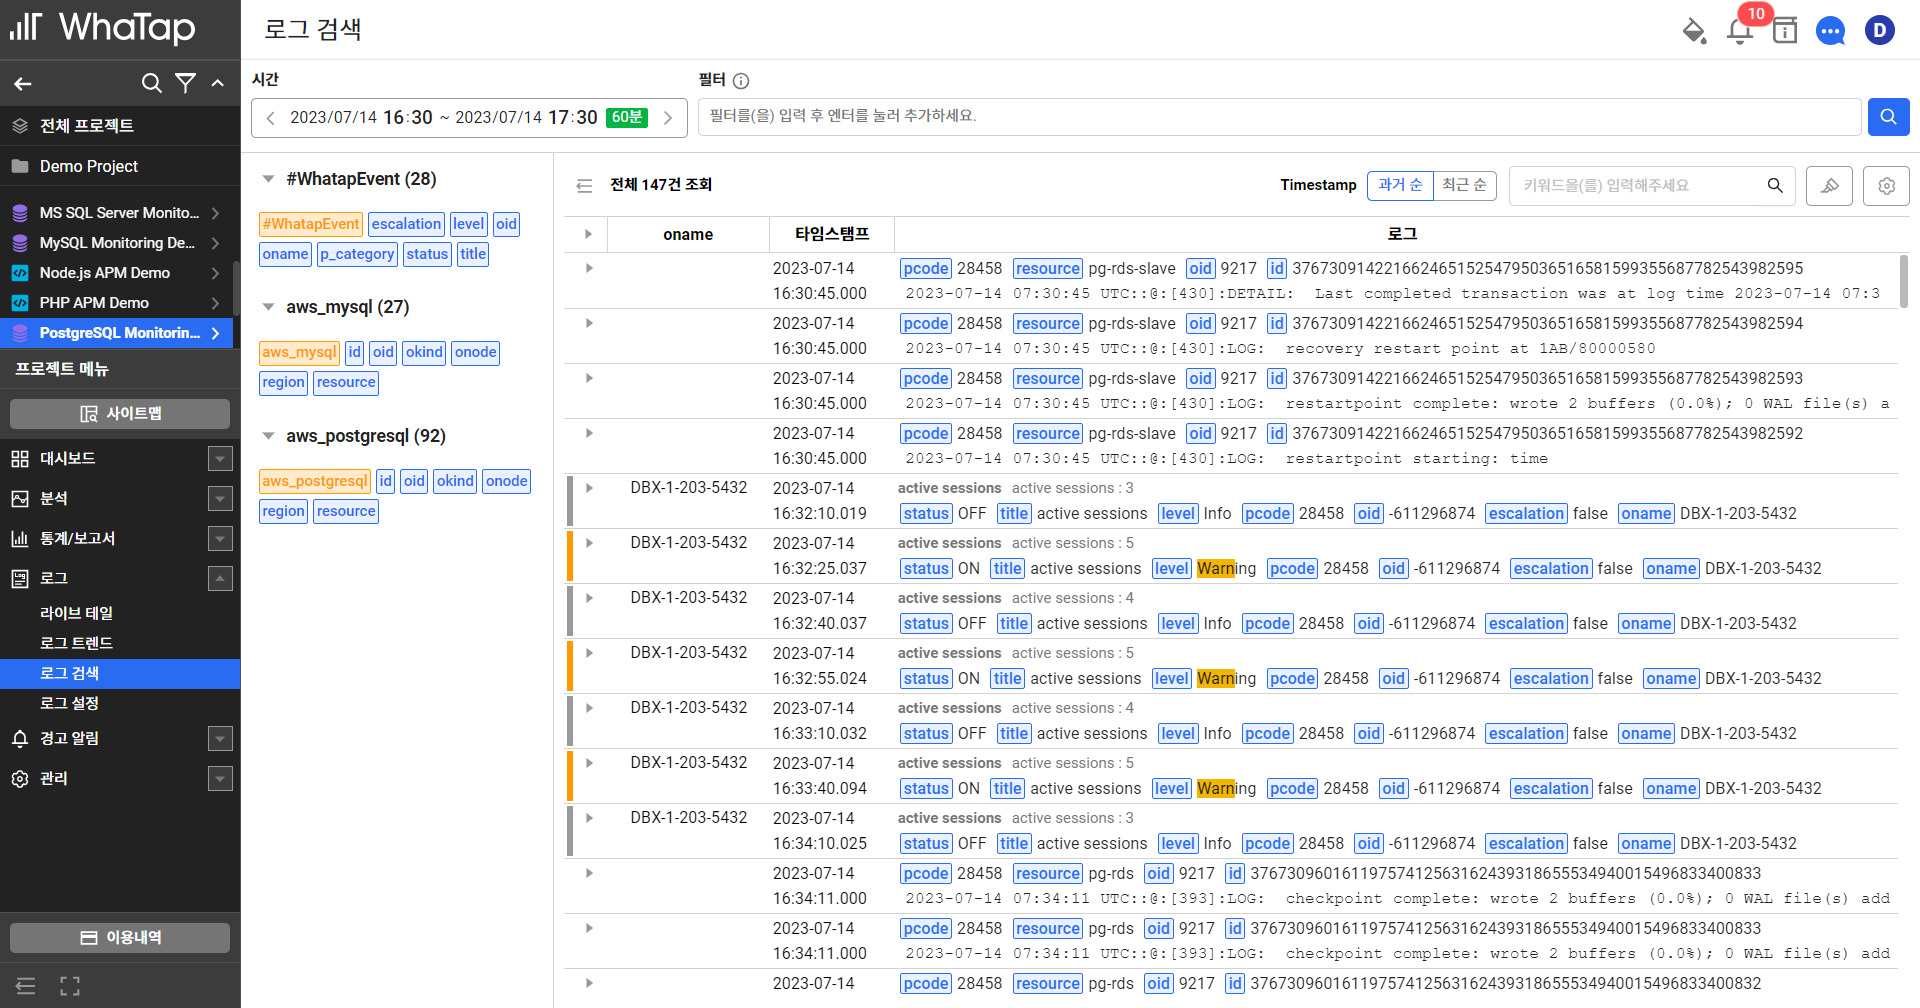 WhaTap
로그 검색
10
D
전체 프로젝트
Demo Project
MS SQL Server Monito...
MySQL Monitoring De...
Node.js APM Demo
PHP APM Demo
PostgreSQL Monitorin...
프로젝트 메뉴
사이트맵
대시보드
분석
통계/보고서
로그
라이브 테일
로그 트렌드
로그 검색
로그 설정
경고 알림
관리
이용내역
시간
2023/07/14 16:30 ~ 2023/07/14 17:30 60분
필터
필터를(을) 입력 후 엔터를 눌러 추가하세요.
#WhatapEvent (28)
#WhatapEvent escalation level oid
oname p_category status title
aws_mysql (27)
aws_mysql id oid okind onode
region resource
aws_postgresql (92)
aws_postgresql id oid okind onode
region resource
전체 147건 조회
Timestamp 과거 순 최근 순 키워드을(를) 입력해주세요
oname 타임스탬프 로그
2023-07-14 pcode 28458 resource pg-rds-slave oid 9217 id 37673091422166246515254795036516581599355687782543982595
16:30:45.000 2023-07-14 07:30:45 UTC::@:[430]:DETAIL: Last completed transaction was at log time 2023-07-14 07:3
2023-07-14 pcode 28458 resource pg-rds-slave oid 9217 id 37673091422166246515254795036516581599355687782543982594
16:30:45.000 2023-07-14 07:30:45 UTC::@:[430]:LOG: recovery restart point at 1AB/80000580
2023-07-14 pcode 28458 resource pg-rds-slave oid 9217 id 37673091422166246515254795036516581599355687782543982593
16:30:45.000 2023-07-14 07:30:45 UTC::@:[430]:LOG: restartpoint complete: wrote 2 buffers (0.0%); 0 WAL file(s) a
2023-07-14 pcode 28458 resource pg-rds-slave oid 9217 id 37673091422166246515254795036516581599355687782543982592
16:30:45.000 2023-07-14 07:30:45 UTC::@:[430]:LOG: restartpoint starting: time
DBX-1-203-5432 2023-07-14 active sessions active sessions : 3
16:32:10.019 status OFF title active sessions level Info pcode 28458 oid -611296874 escalation false oname DBX-1-203-5432
DBX-1-203-5432 2023-07-14 active sessions active sessions : 5
16:32:25.037 status ON title active sessions level Warning pcode 28458 oid -611296874 escalation false oname DBX-1-203-5432
DBX-1-203-5432 2023-07-14 active sessions active sessions : 4
16:32:40.037 status OFF title active sessions level Info pcode 28458 oid -611296874 escalation false oname DBX-1-203-5432
DBX-1-203-5432 2023-07-14 active sessions active sessions : 5
16:32:55.024 status ON title active sessions level Warning pcode 28458 oid -611296874 escalation false oname DBX-1-203-5432
DBX-1-203-5432 2023-07-14 active sessions active sessions : 4
16:33:10.032 status OFF title active sessions level Info pcode 28458 oid -611296874 escalation false oname DBX-1-203-5432
DBX-1-203-5432 2023-07-14 active sessions active sessions : 5
16:33:40.094 status ON title active sessions level Warning pcode 28458 oid -611296874 escalation false oname DBX-1-203-5432
DBX-1-203-5432 2023-07-14 active sessions active sessions : 3
16:34:10.025 status OFF title active sessions level Info pcode 28458 oid -611296874 escalation false oname DBX-1-203-5432
2023-07-14 pcode 28458 resource pg-rds oid 9217 id 37673096016119757412563162439318655534940015496833400833
16:34:11.000 2023-07-14 07:34:11 UTC::@:[393]:LOG: checkpoint complete: wrote 2 buffers (0.0%); 0 WAL file(s) add
2023-07-14 pcode 28458 resource pg-rds oid 9217 id 37673096016119757412563162439318655534940015496833400833
16:34:11.000 2023-07-14 07:34:11 UTC::@:[393]:LOG: checkpoint complete: wrote 2 buffers (0.0%); 0 WAL file(s) add
2023-07-14 pcode 28458 resource pg-rds oid 9217 id 37673096016119757412563162439318655534940015496833400832